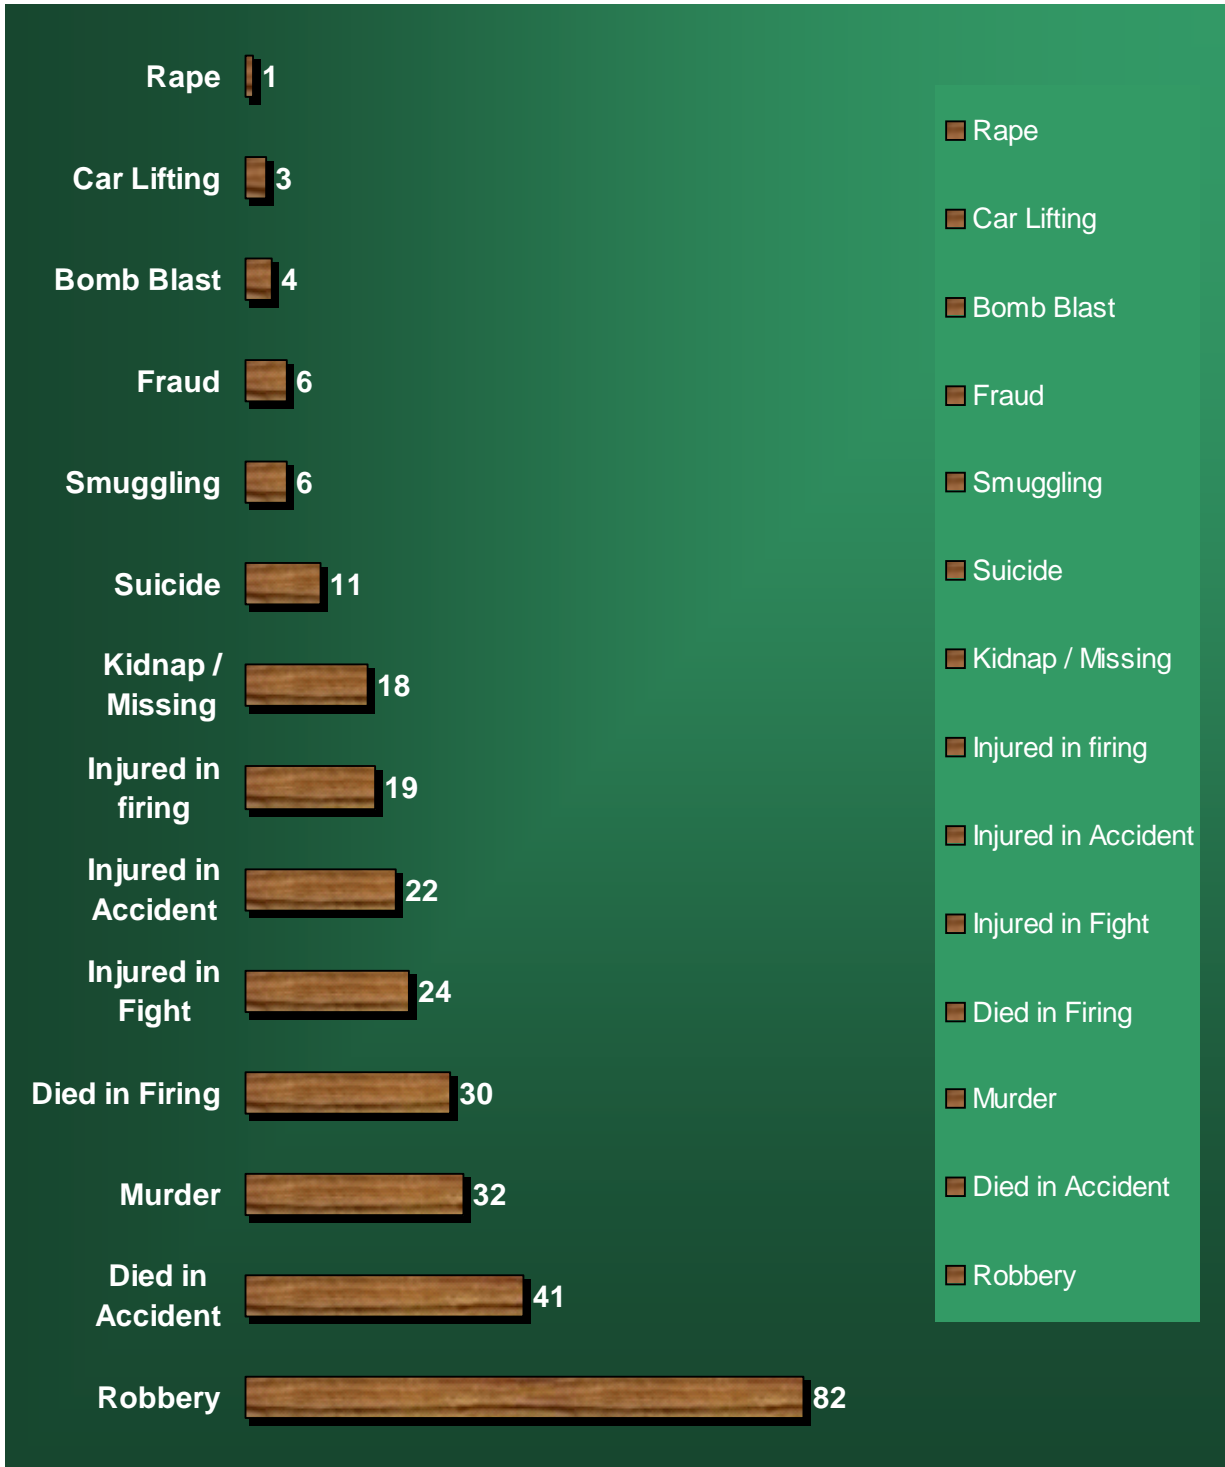 Rape
1
Car Lifting
3
Bomb Blast
4
Fraud
6
Smuggling
6
Suicide
11
Kidnap /
Missing
18
Injured in
firing
19
Injured in
Accident
22
Injured in
Fight
24
Died in Firing
30
Murder
32
Died in
Accident
41
Robbery
82
Rape
Car Lifting
Bomb Blast
Fraud
Smuggling
Suicide
Kidnap / Missing
Injured in firing
Injured in Accident
Injured in Fight
Died in Firing
Murder
Died in Accident
Robbery